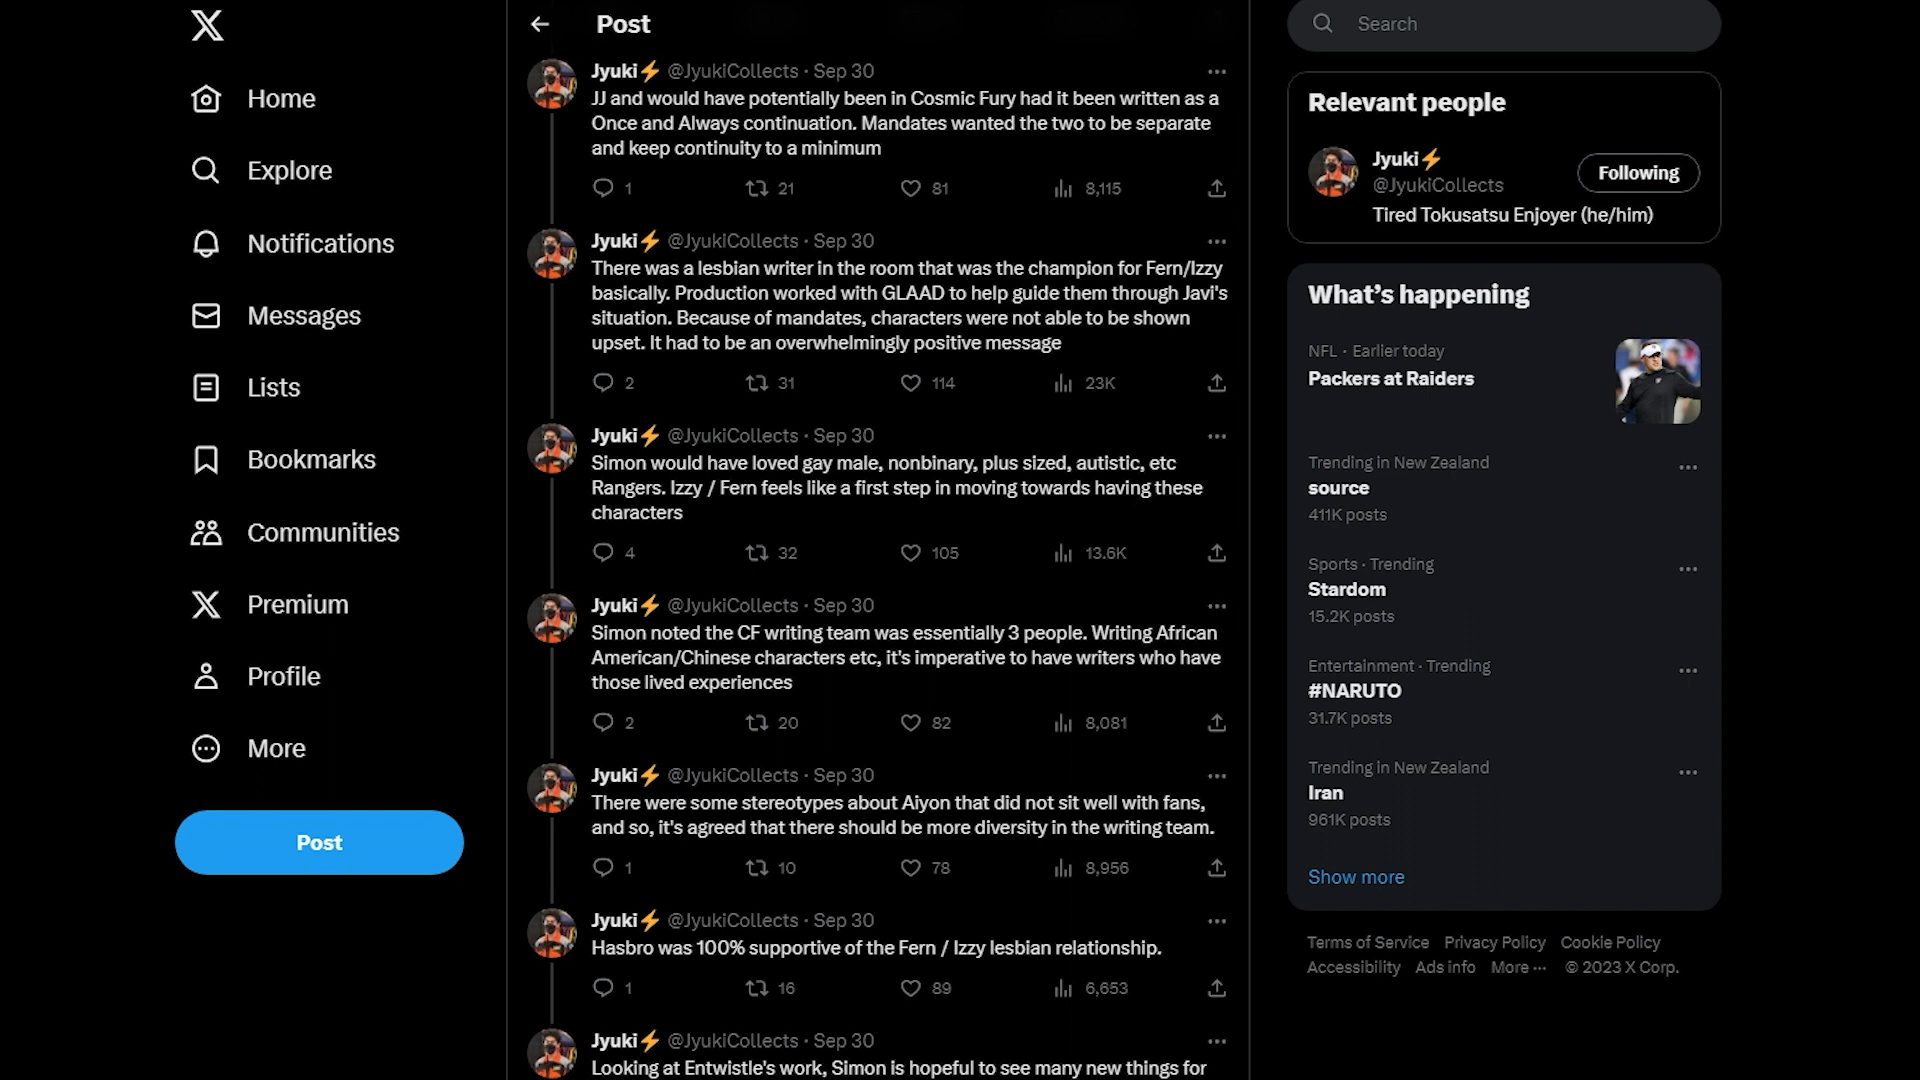 Home
Explore
Notifications
Messages
Lists
Bookmarks
Communities
Premium
Profile
More
Post
Post
Jyuki⚡ @JyukiCollects · Sep 30
JJ and would have potentially been in Cosmic Fury had it been written as a
Once and Always continuation. Mandates wanted the two to be separate
and keep continuity to a minimum
1 21 81 8,115
Jyuki⚡ @JyukiCollects · Sep 30
There was a lesbian writer in the room that was the champion for Fern/Izzy
basically. Production worked with GLAAD to help guide them through Javi's
situation. Because of mandates, characters were not able to be shown
upset. It had to be an overwhelmingly positive message
2 31 114 23K
Jyuki⚡ @JyukiCollects · Sep 30
Simon would have loved gay male, nonbinary, plus sized, autistic, etc
Rangers. Izzy / Fern feels like a first step in moving towards having these
characters
4 32 105 13.6K
Jyuki⚡ @JyukiCollects · Sep 30
Simon noted the CF writing team was essentially 3 people. Writing African
American/Chinese characters etc, it's imperative to have writers who have
those lived experiences
2 20 82 8,081
Jyuki⚡ @JyukiCollects · Sep 30
There were some stereotypes about Aiyon that did not sit well with fans,
and so, it's agreed that there should be more diversity in the writing team.
1 10 78 8,956
Jyuki⚡ @JyukiCollects · Sep 30
Hasbro was 100% supportive of the Fern / Izzy lesbian relationship.
1 16 89 6,653
Jyuki⚡ @JyukiCollects · Sep 30
Looking at Entwistle's work, Simon is hopeful to see many new things for
Search
Relevant people
Jyuki⚡
@JyukiCollects
Following
Tired Tokusatsu Enjoyer (he/him)
What's happening
NFL · Earlier today
Packers at Raiders
Trending in New Zealand
source
411K posts
Sports · Trending
Stardom
15.2K posts
Entertainment · Trending
#NARUTO
31.7K posts
Trending in New Zealand
Iran
961K posts
Show more
Terms of Service Privacy Policy Cookie Policy
Accessibility Ads info More ··· © 2023 X Corp.